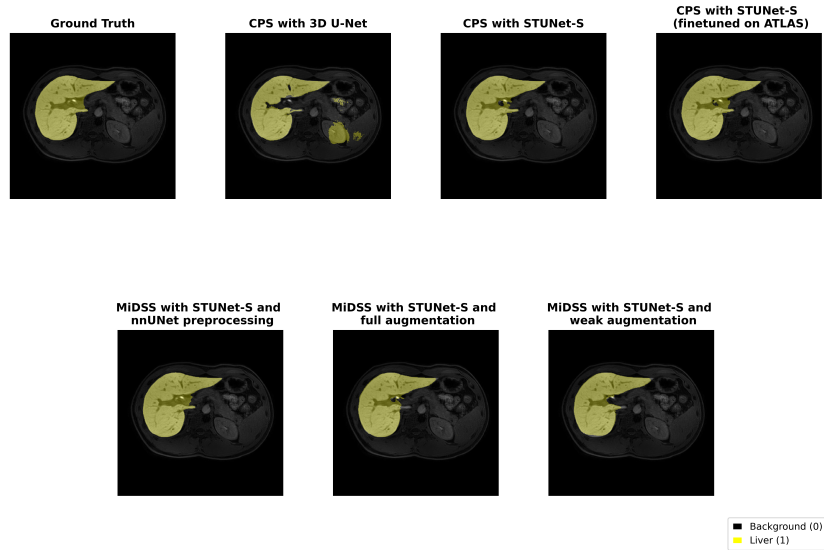 Ground Truth
CPS with 3D U-Net
CPS with STUNet-S
CPS with STUNet-S
(finetuned on ATLAS)
MiDSS with STUNet-S and
nnUNet preprocessing
MiDSS with STUNet-S and
full augmentation
MiDSS with STUNet-S and
weak augmentation
Background (0)
Liver (1)